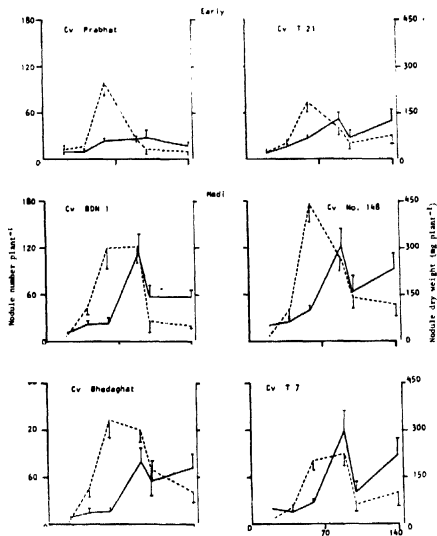 Early
180
120
60
0
Cv Prabhat
Cv T 21
450
300
150
0
Medi
Nodule number plant⁻¹
180
120
60
Cv BDN 1
Cv No. 148
450
300
150
0
Nodule dry weight (mg plant⁻¹)
20
60
Cv Bhadaghat
Cv T 7
450
300
150
0
70
140